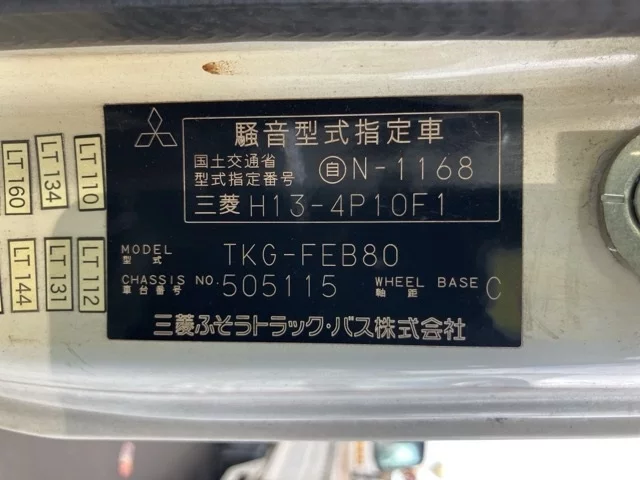 騒音型式指定車
国土交通省
型式指定番号 自N-1168
三菱 H13-4P10F1
MODEL
型式 TKG-FEB80
CHASSIS NO. 505115 WHEEL BASE C
車台番号 軸距
三菱ふそうトラック・バス株式会社
LT 160
LT 134
LT 110
LT 144
LT 131
LT 112